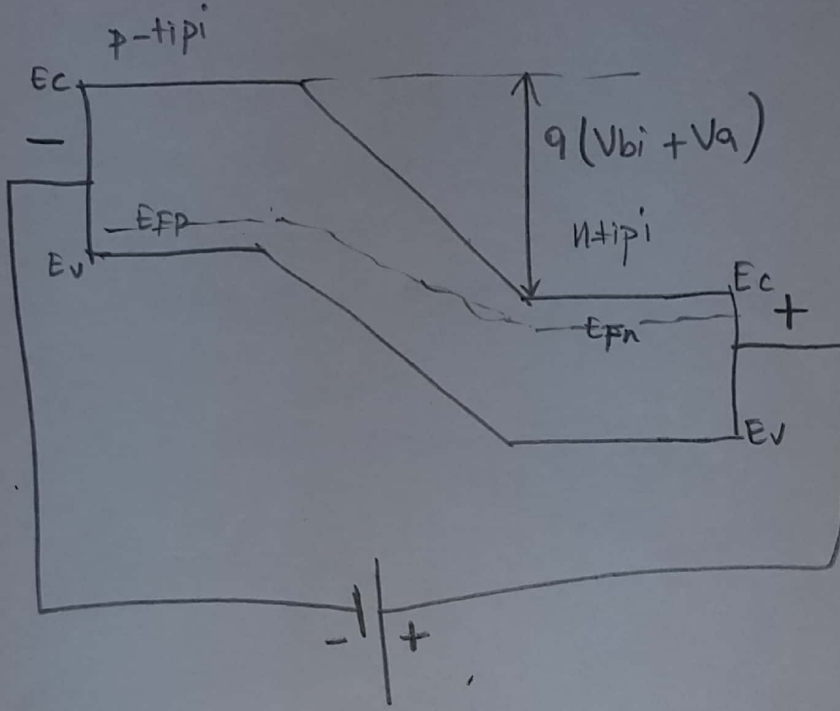 p-tipi
Ec
−
q(Vbi + Va)
EFp
n-tipi
Ev
Ec
+
EFn
Ev
− +